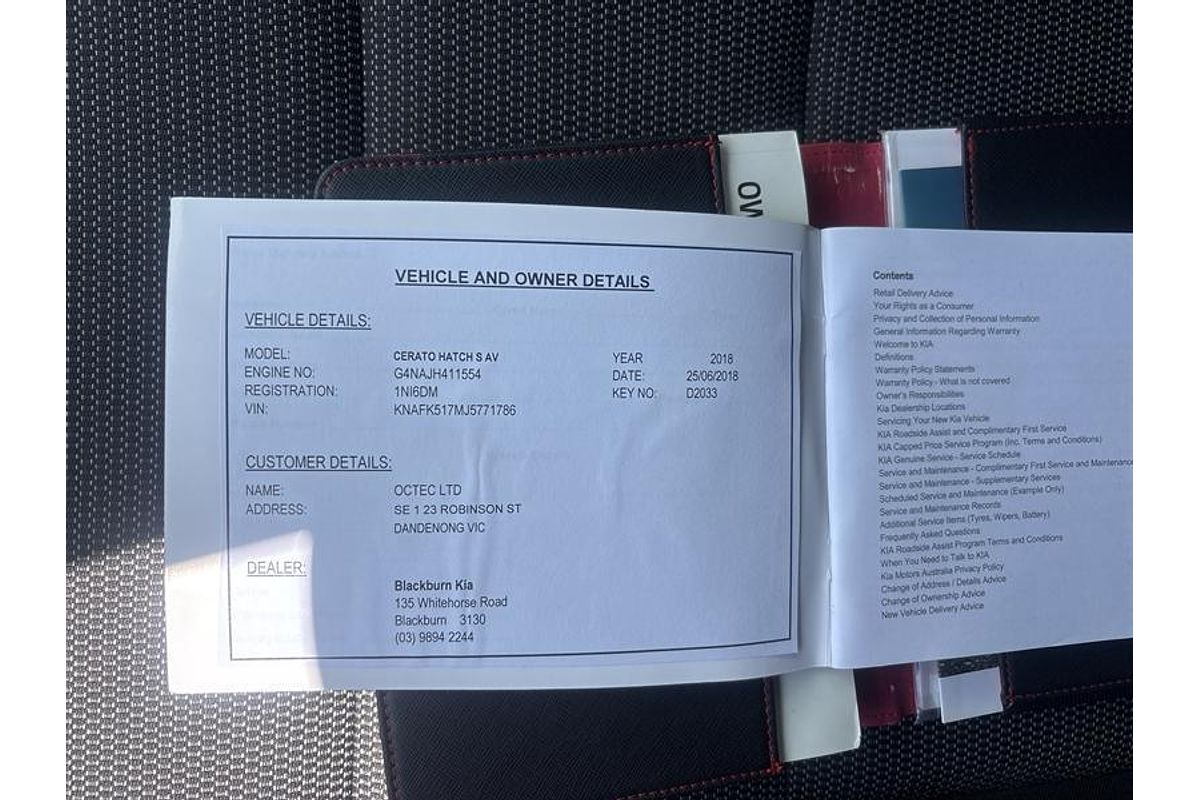 OW
VEHICLE AND OWNER DETAILS
VEHICLE DETAILS:
MODEL: CERATO HATCH S AV YEAR 2018
ENGINE NO: G4NAJH411554 DATE: 25/06/2018
REGISTRATION: 1NI6DM KEY NO: D2033
VIN: KNAFK517MJ5771786
CUSTOMER DETAILS:
NAME: OCTEC LTD
ADDRESS: SE 1 23 ROBINSON ST
DANDENONG VIC
DEALER:
Blackburn Kia
135 Whitehorse Road
Blackburn 3130
(03) 9894 2244
Contents
Retail Delivery Advice
Your Rights as a Consumer
Privacy and Collection of Personal Information
General Information Regarding Warranty
Welcome to KIA
Definitions
Warranty Policy Statements
Warranty Policy - What is not covered
Owner's Responsibilities
Kia Dealership Locations
Servicing Your New Kia Vehicle
KIA Roadside Assist and Complimentary First Service
KIA Capped Price Service Program (Inc. Terms and Conditions)
KIA Genuine Service - Service Schedule
Service and Maintenance - Complimentary First Service and Maintenance
Service and Maintenance - Supplementary Services
Scheduled Service and Maintenance (Example Only)
Service and Maintenance Records
Additional Service Items (Tyres, Wipers, Battery)
Frequently Asked Questions
KIA Roadside Assist Program Terms and Conditions
When You Need to Talk to KIA
Kia Motors Australia Privacy Policy
Change of Address / Details Advice
Change of Ownership Advice
New Vehicle Delivery Advice